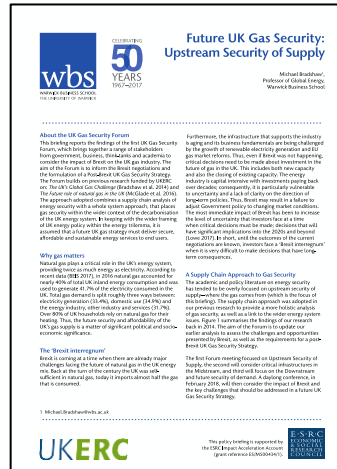 wbs
WARWICK BUSINESS SCHOOL
THE UNIVERSITY OF WARWICK
CELEBRATING
50
YEARS
1967–2017
Future UK Gas Security:
Upstream Security of Supply
Michael Bradshaw¹,
Professor of Global Energy,
Warwick Business School
About the UK Gas Security Forum
This briefing reports the findings of the first UK Gas Security
Forum, which brings together a range of stakeholders
from government, business, think-tanks and academia to
consider the impact of Brexit on the UK gas industry. The
aim of the Forum is to inform the Brexit negotiations and
the formulation of a Post-Brexit UK Gas Security Strategy.
The Forum builds on previous research funded by UKERC
on: The UK's Global Gas Challenge (Bradshaw et al. 2014) and
The Future role of natural gas in the UK (McGlade et al. 2016).
The approach adopted combines a supply chain analysis of
energy security with a whole system approach, that places
gas security within the wider context of the decarbonisation
of the UK energy system. In keeping with the wider framing
of UK energy policy within the energy trilemma, it is
assumed that a future UK gas strategy must deliver secure,
affordable and sustainable energy services to end users.
Why gas matters
Natural gas plays a critical role in the UK's energy system,
providing twice as much energy as electricity. According to
recent data (BEIS 2017), in 2016 natural gas accounted for
nearly 40% of total UK inland energy consumption and was
used to generate 41.7% of the electricity consumed in the
UK. Total gas demand is split roughly three ways between:
electricity generation (33.4%), domestic use (34.9%) and
the energy industry, other industry and services (31.7%).
Over 80% of UK households rely on natural gas for their
heating. Thus, the future security and affordability of the
UK's gas supply is a matter of significant political and socio-
economic significance.
The 'Brexit interregnum'
Brexit is coming at a time when there are already major
challenges facing the future of natural gas in the UK energy
mix. Back at the turn of the century the UK was self-
sufficient in natural gas, today it imports almost half the gas
that is consumed.
Furthermore, the infrastructure that supports the industry
is aging and its business fundamentals are being challenged
by the growth of renewable electricity generation and EU
gas market reforms. Thus, even if Brexit was not happening,
critical decisions need to be made about investment in the
future of gas in the UK. This includes both new capacity
and also the closing of existing capacity. The energy
industry is capital intensive with investments paying back
over decades; consequently, it is particularly vulnerable
to uncertainty and a lack of clarity on the direction of
long-term policies. Thus, Brexit may result in a failure to
adjust Government policy to changing market conditions.
The most immediate impact of Brexit has been to increase
the level of uncertainty that investors face at a time
when critical decisions must be made; decisions that will
have significant implications into the 2020s and beyond
(Lowe 2017). In short, until the outcomes of the current
negotiations are known, investors face a 'Brexit interregnum'
when it is very difficult to make decisions that have long-
term consequences.
A Supply Chain Approach to Gas Security
The academic and policy literature on energy security
has tended to be overly focused on upstream security of
supply—where the gas comes from (which is the focus of
this briefing). The supply chain approach was adopted in
our previous research to provide a more holistic analysis
of gas security, as well as a link to the wider energy system
issues. Figure 1 summarises the findings of our research
back in 2014. The aim of the Forum is to update our
earlier analysis to assess the challenges and opportunities
presented by Brexit, as well as the requirements for a post-
Brexit UK Gas Security Strategy.
The first Forum meeting focused on Upstream Security of
Supply, the second will consider critical infrastructures in
the Midstream, and third will focus on the Downstream
and future security of demand. A daylong conference, in
February 2018, will then consider the impact of Brexit and
the key challenges that should be addressed in a future UK
Gas Security Strategy.
1 Michael.Bradshaw@wbs.ac.uk
UKERC
This policy briefing is supported by
the ESRC Impact Acceleration Account
(grant reference ES/M500434/1).
E·S·R·C
ECONOMIC
& SOCIAL
RESEARCH
COUNCIL